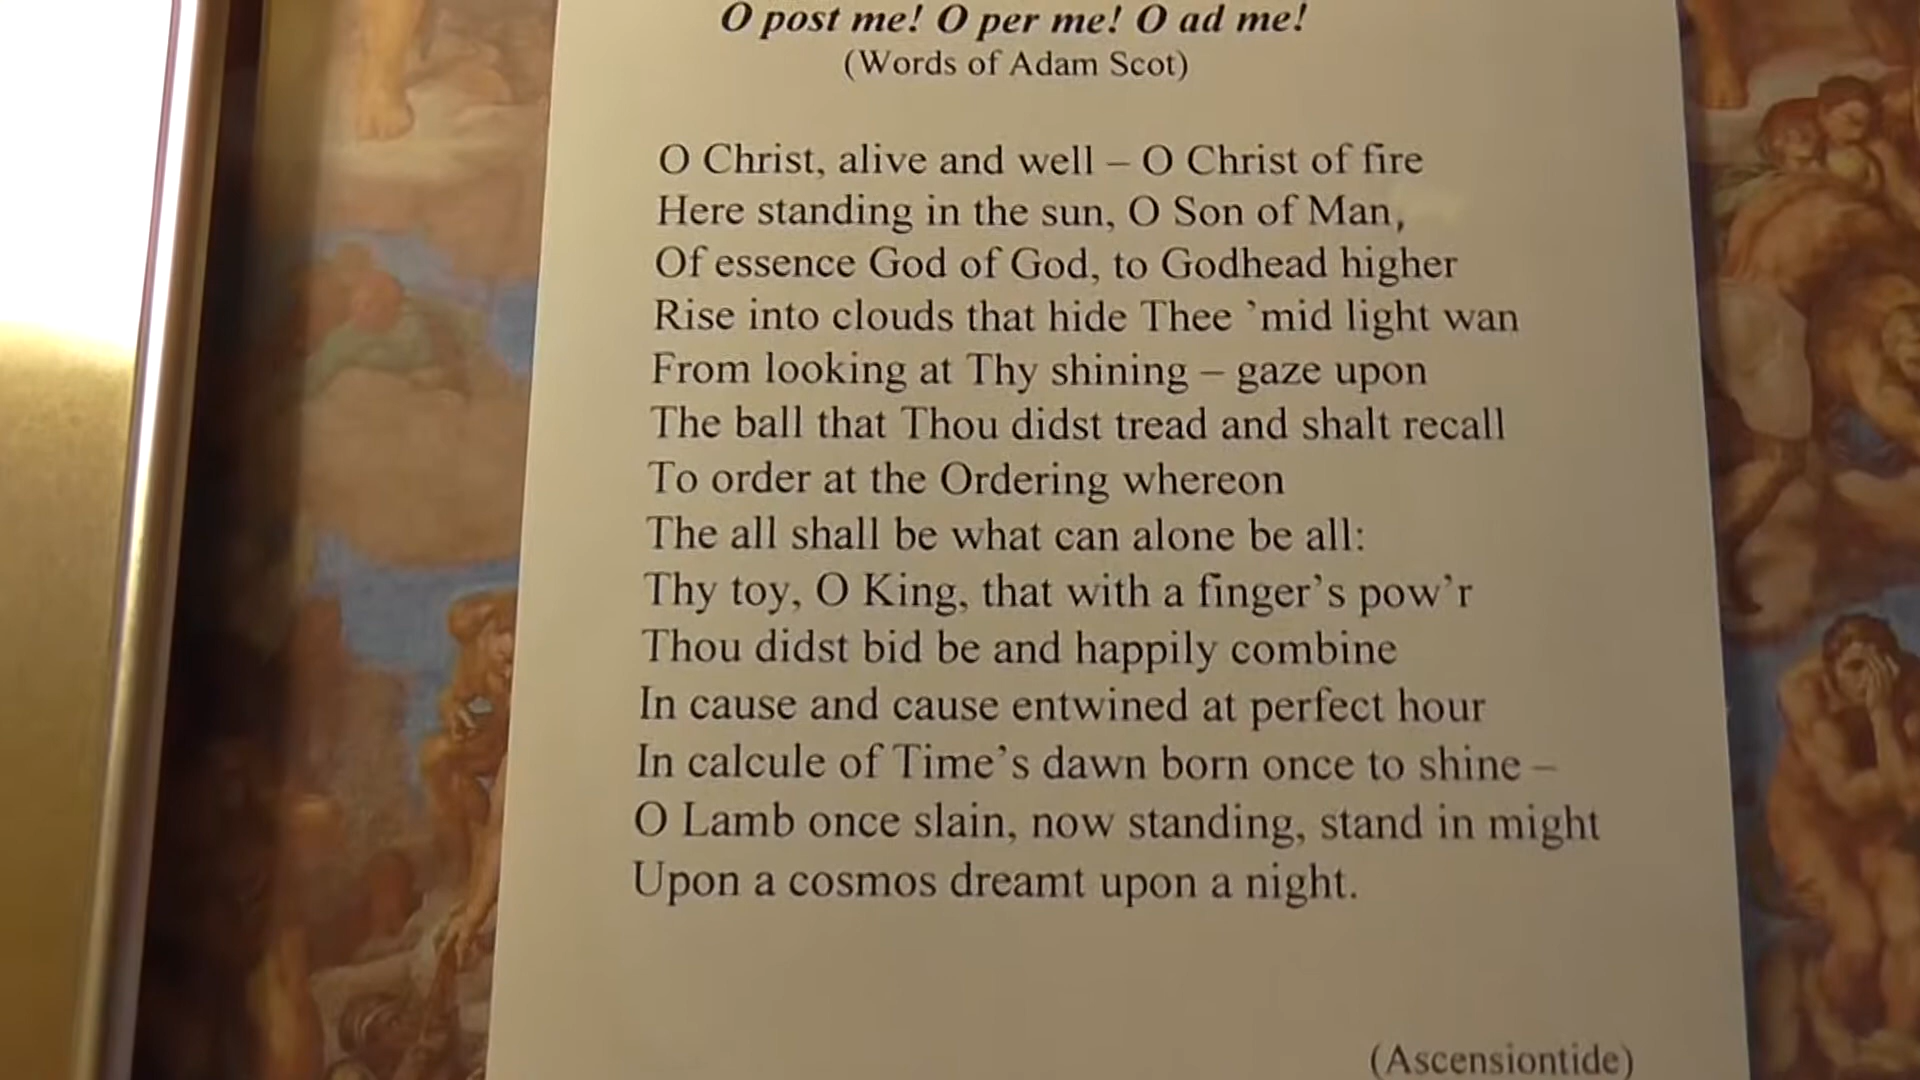 O post me! O per me! O ad me!
(Words of Adam Scot)
O Christ, alive and well – O Christ of fire
Here standing in the sun, O Son of Man,
Of essence God of God, to Godhead higher
Rise into clouds that hide Thee ’mid light wan
From looking at Thy shining – gaze upon
The ball that Thou didst tread and shalt recall
To order at the Ordering whereon
The all shall be what can alone be all:
Thy toy, O King, that with a finger’s pow’r
Thou didst bid be and happily combine
In cause and cause entwined at perfect hour
In calcule of Time’s dawn born once to shine –
O Lamb once slain, now standing, stand in might
Upon a cosmos dreamt upon a night.
(Ascensiontide)